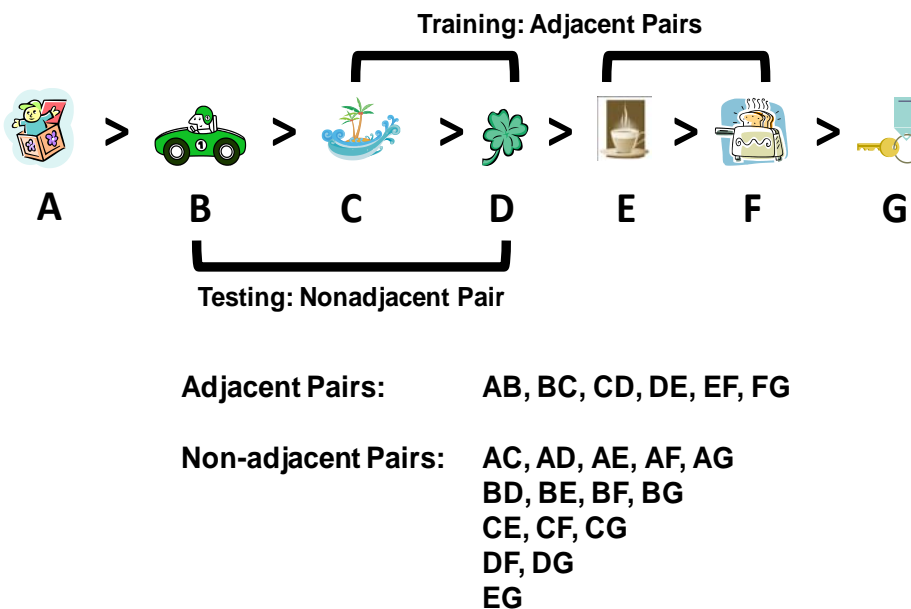 Training: Adjacent Pairs
> > > > > >
1
A B C D E F G
Testing: Nonadjacent Pair
Adjacent Pairs: AB, BC, CD, DE, EF, FG
Non-adjacent Pairs: AC, AD, AE, AF, AG
BD, BE, BF, BG
CE, CF, CG
DF, DG
EG